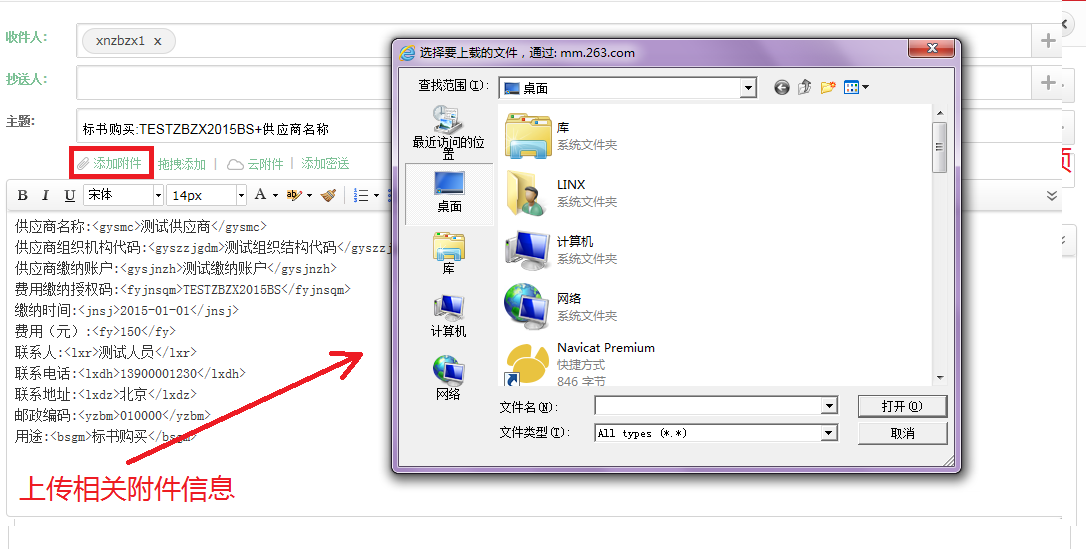 收件人:
xnzbzx1 x
抄送人:
主题:
标书购买:TESTZBZX2015BS+供应商名称
添加附件 拖拽添加 | 云附件 | 添加密送
B I U 宋体 14px A ab
供应商名称:<gysmc>测试供应商</gysmc>
供应商组织机构代码:<gyszzjgdm>测试组织结构代码</gyszzj
供应商缴纳账户:<gysjnzh>测试缴纳账户</gysjnzh>
费用缴纳授权码:<fyjnsqm>TESTZBZX2015BS</fyjnsqm>
缴纳时间:<jnsj>2015-01-01</jnsj>
费用（元）:<fy>150</fy>
联系人:<lxr>测试人员</lxr>
联系电话:<lxdh>13900001230</lxdh>
联系地址:<lxdz>北京</lxdz>
邮政编码:<yzbm>010000</yzbm>
用途:<bsgm>标书购买</bsgm>
上传相关附件信息
选择要上载的文件，通过: mm.263.com
查找范围(I): 桌面
最近访问的位置
桌面
库
计算机
网络
库
系统文件夹
LINX
系统文件夹
计算机
系统文件夹
网络
系统文件夹
Navicat Premium
快捷方式
846 字节
文件名(N): 打开(O)
文件类型(T): All types (*.*) 取消